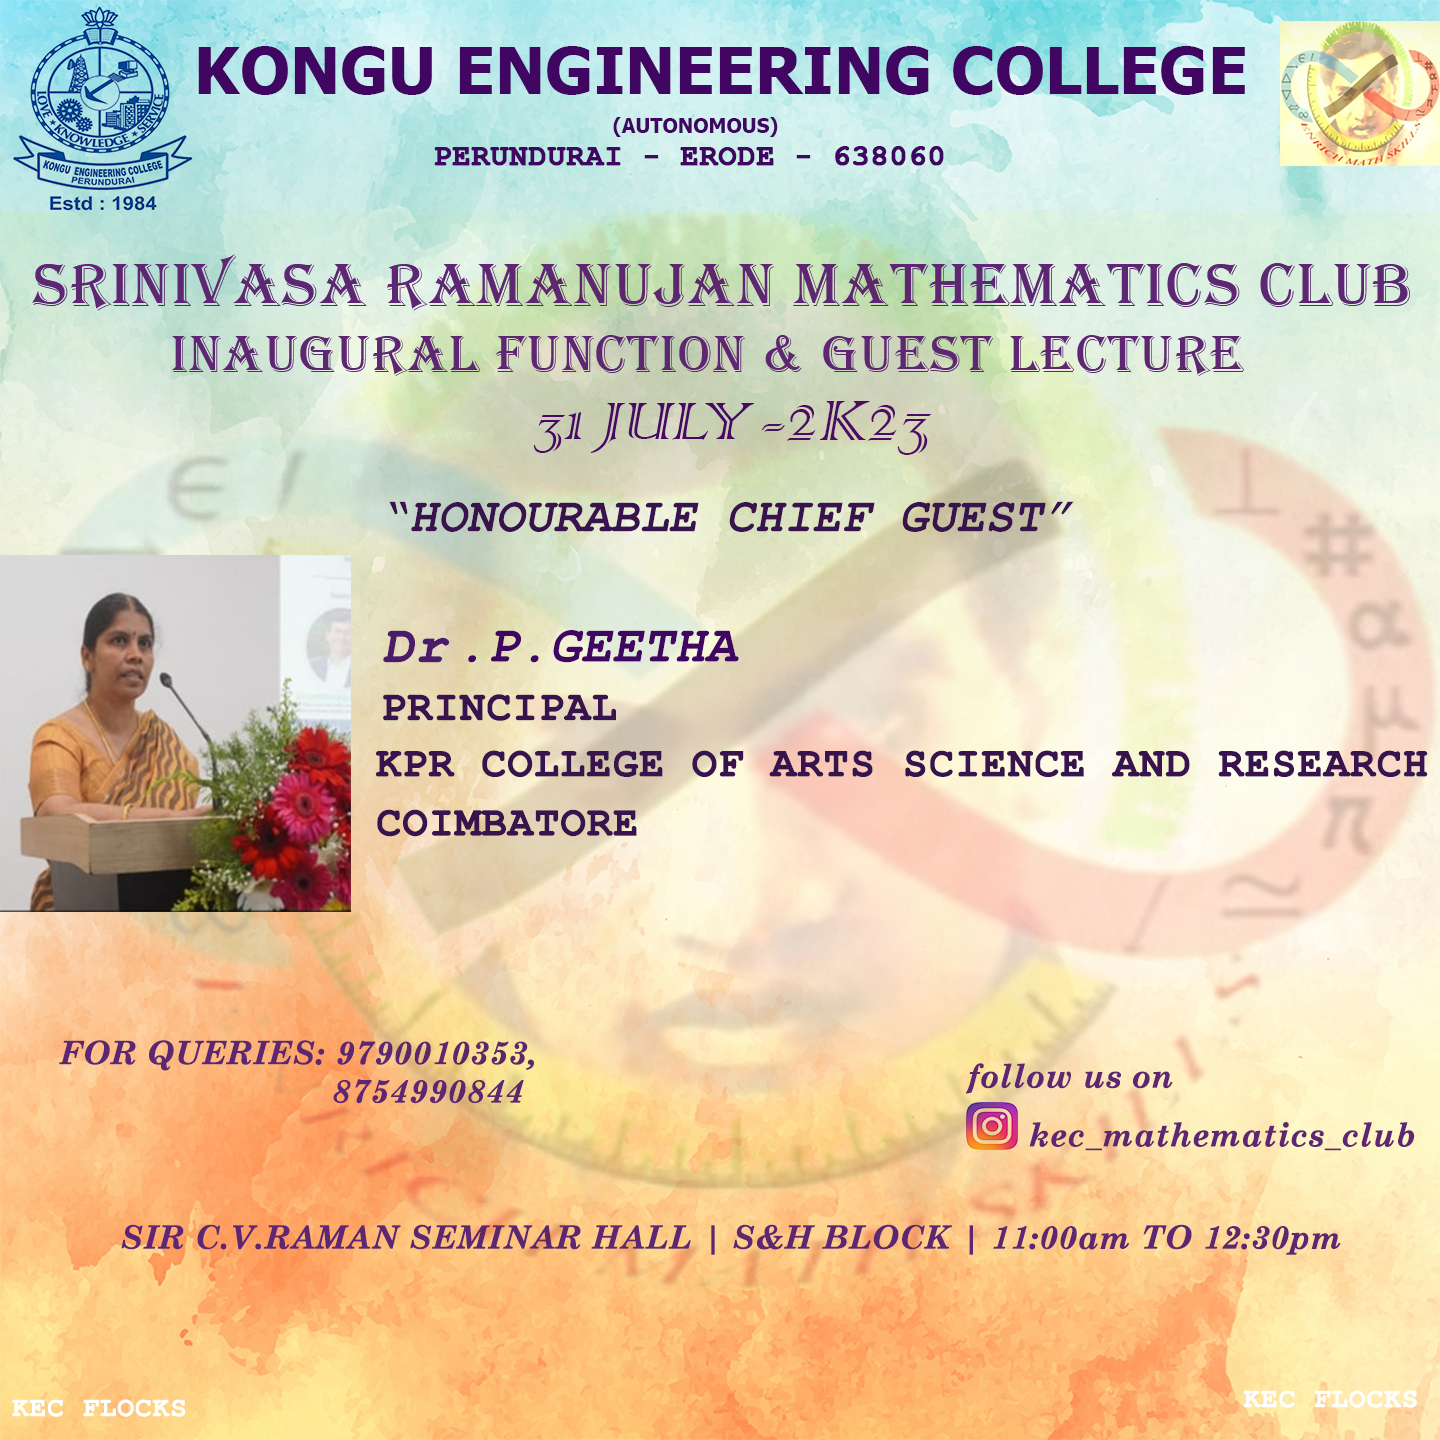 KONGU ENGINEERING COLLEGE
(AUTONOMOUS)
PERUNDURAI - ERODE - 638060
LOVE ★ KNOWLEDGE ★ SERVICE
KONGU ENGINEERING COLLEGE
PERUNDURAI
Estd : 1984
ENRICH MATH SKILLS
SRINIVASA RAMANUJAN MATHEMATICS CLUB
INAUGURAL FUNCTION & GUEST LECTURE
31 JULY -2K23
“HONOURABLE CHIEF GUEST”
Dr .P.GEETHA
PRINCIPAL
KPR COLLEGE OF ARTS SCIENCE AND RESEARCH
COIMBATORE
FOR QUERIES: 9790010353,
8754990844
follow us on
kec_mathematics_club
SIR C.V.RAMAN SEMINAR HALL | S&H BLOCK | 11:00am TO 12:30pm
KEC FLOCKS
KEC FLOCKS